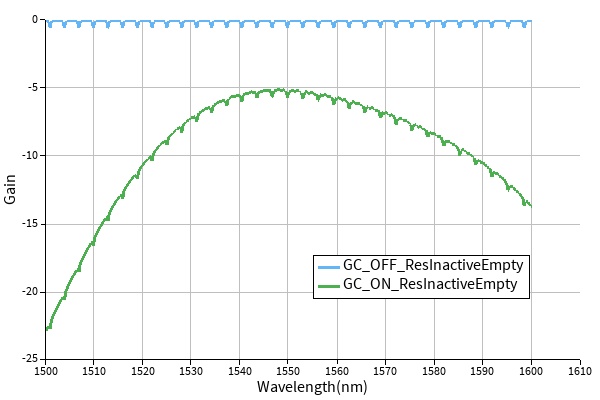 0
-5
-10
-15
-20
-25
Gain
GC_OFF_ResInactiveEmpty
GC_ON_ResInactiveEmpty
1500 1510 1520 1530 1540 1550 1560 1570 1580 1590 1600 1610
Wavelength(nm)